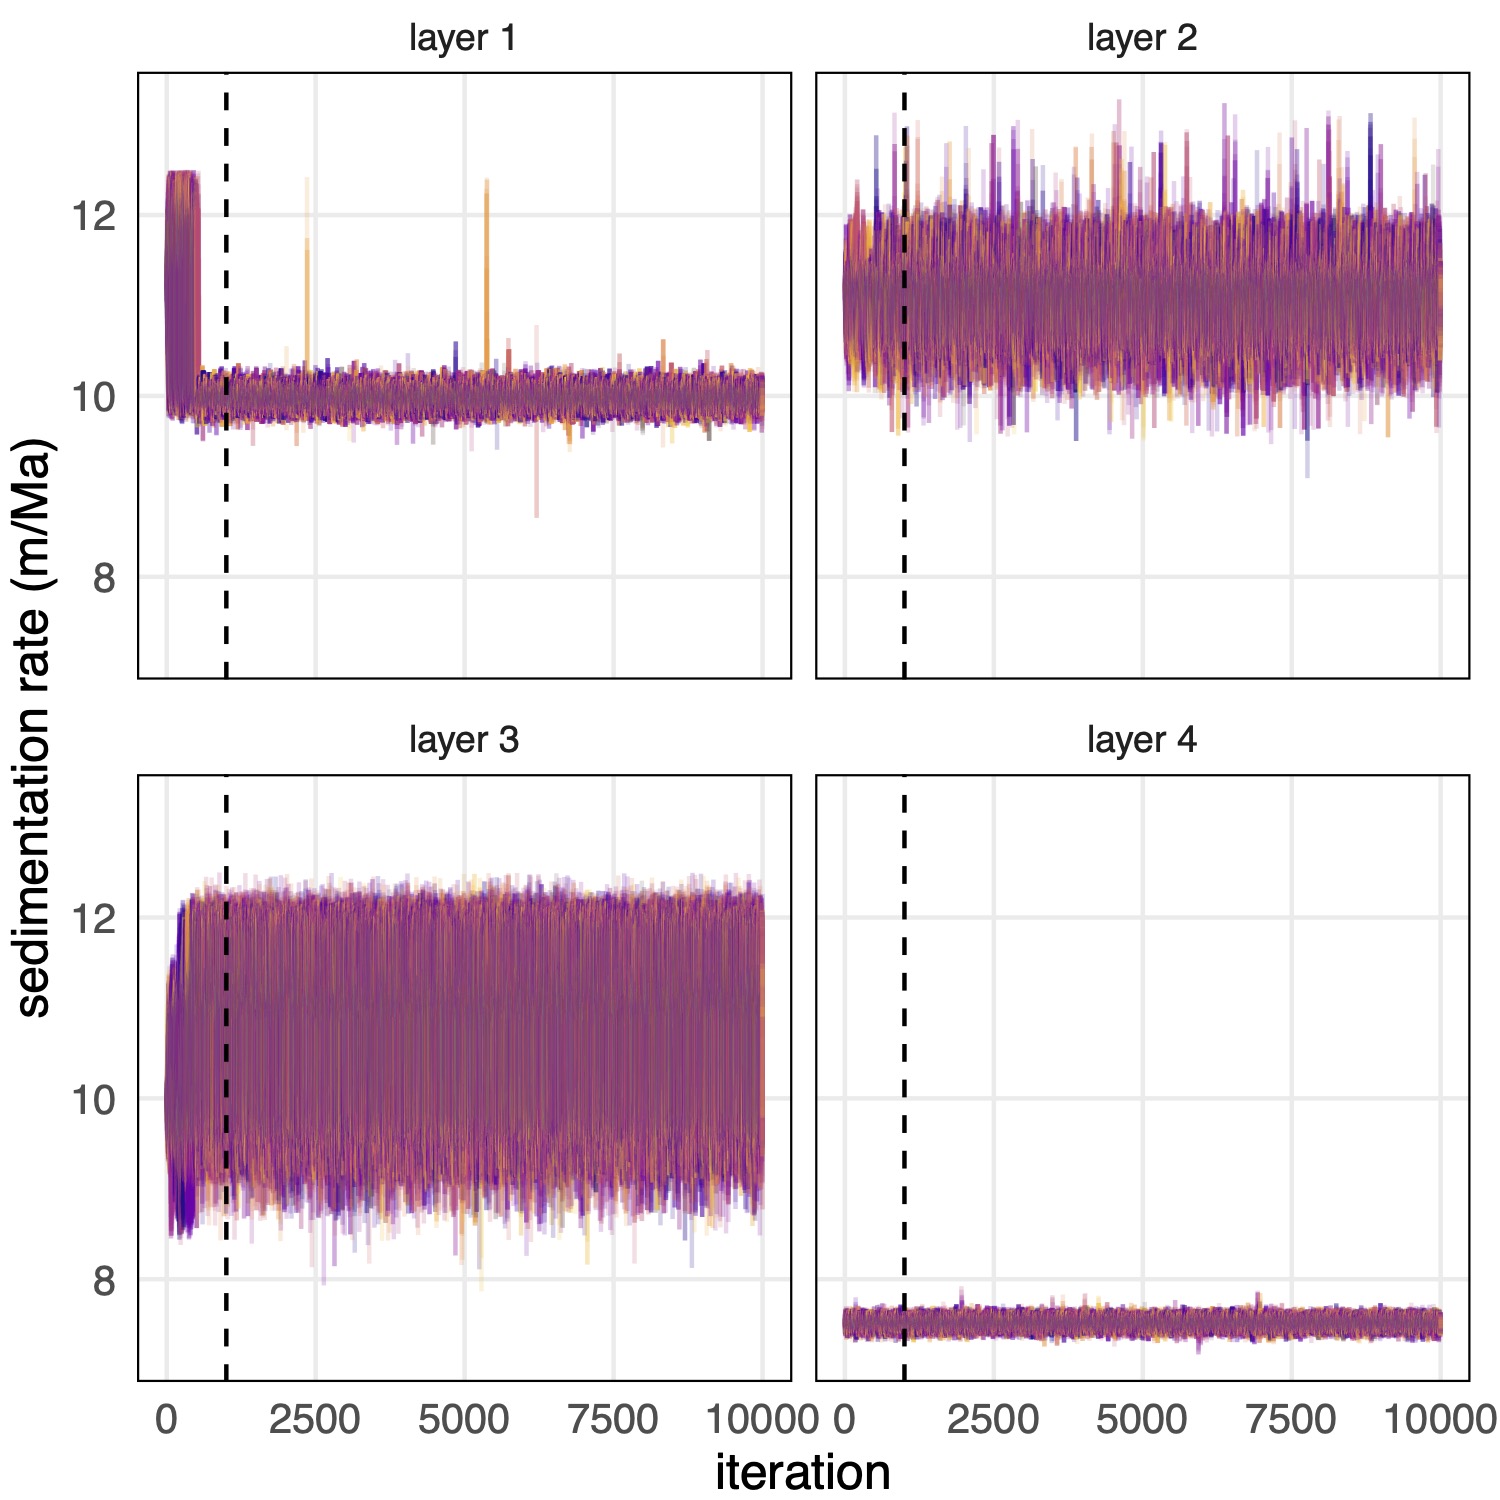 layer 1
layer 2
12
10
8
layer 3
layer 4
12
10
8
0 2500 5000 7500 10000
0 2500 5000 7500 10000
iteration
sedimentation rate (m/Ma)